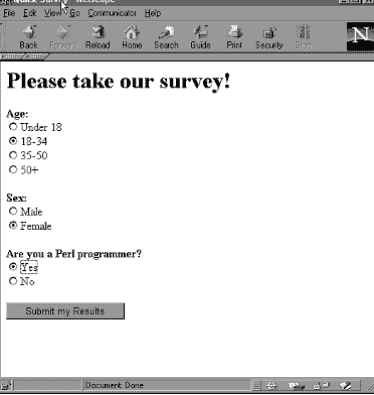 Quick Survey - Netscape
File Edit View Go Communicator Help
Back Forward Reload Home Search Guide Print Security Stop
N
Please take our survey!
Age:
Under 18
18-34
35-50
50+
Sex:
Male
Female
Are you a Perl programmer?
Yes
No
Submit my Results
Document: Done